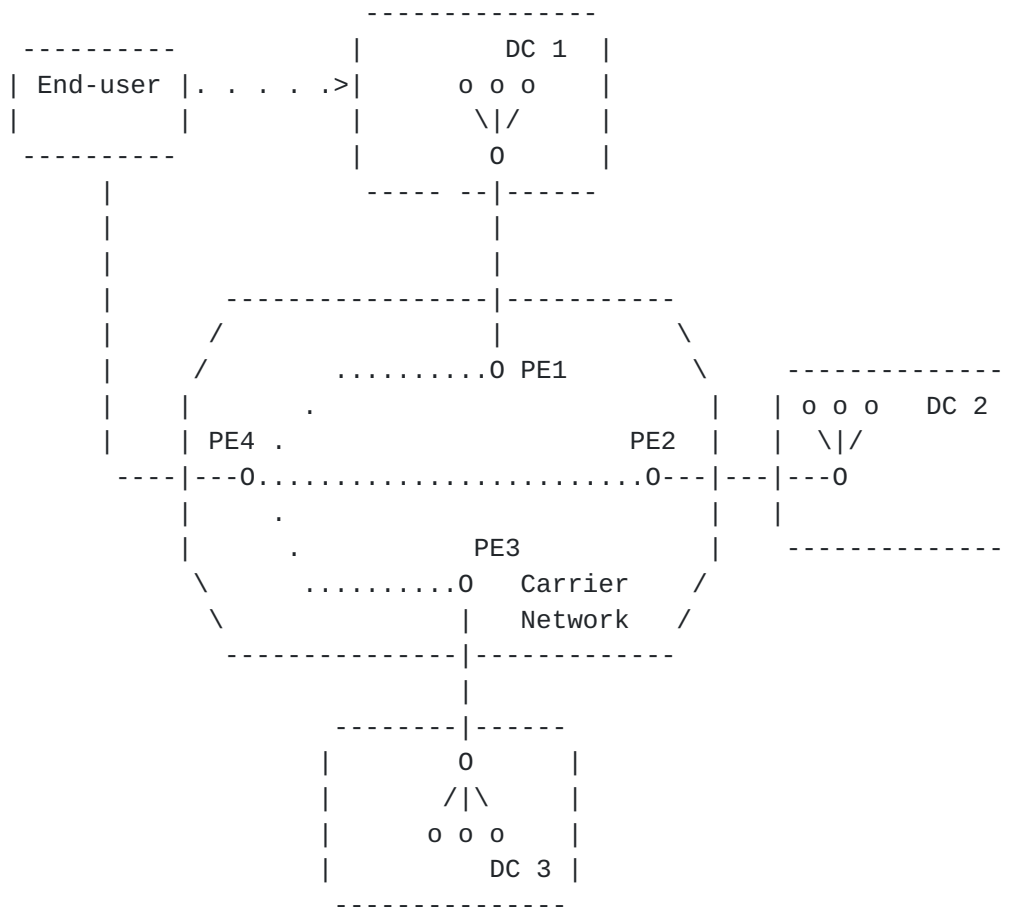 DC 1
End-user
o o o
O
O PE1
o o o DC 2
PE4 PE2
O O O
PE3
O Carrier
Network
O
o o o
DC 3